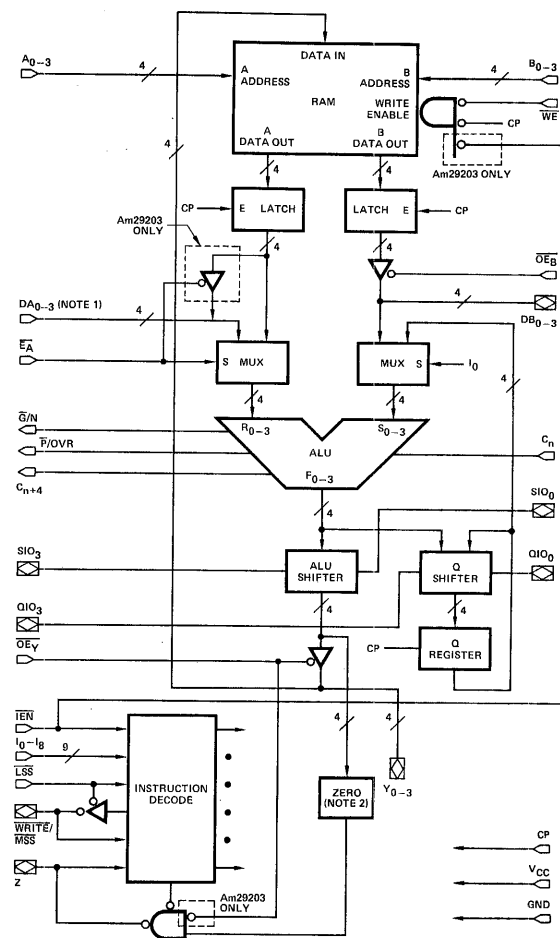 DATA IN
A0–3
4
A
ADDRESS
B
ADDRESS
4
B0–3
RAM
WRITE
ENABLE
WE
CP
A
DATA OUT
B
DATA OUT
Am29203 ONLY
4
4
4
CP
E LATCH
LATCH E
CP
Am29203
ONLY
4
4
OEB
DA0–3 (NOTE 1)
4
4
DB0–3
EA
S MUX
MUX S
I0
4
4
4
G/N
R0–3
S0–3
P/OVR
ALU
Cn
F0–3
Cn+4
4
SIO0
SIO3
ALU
SHIFTER
Q
SHIFTER
QIO0
QIO3
4
4
OEY
CP
Q
REGISTER
IEN
4
4
I0–I8
9
LSS
INSTRUCTION
DECODE
ZERO
(NOTE 2)
Y0–3
WRITE/
MSS
CP
Z
VCC
Am29203
ONLY
GND